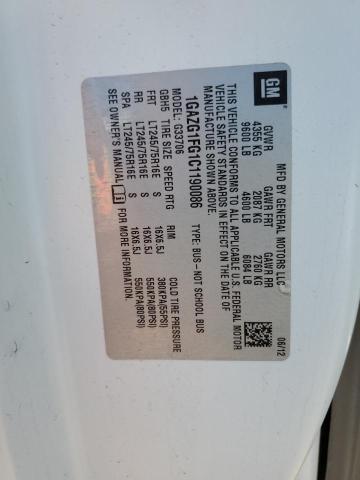 GM
MFD BY GENERAL MOTORS LLC 06/12
GVWR GAWR FRT GAWR RR
4355 KG 2087 KG 2760 KG
9600 LB 4600 LB 6084 LB
THIS VEHICLE CONFORMS TO ALL APPLICABLE U.S. FEDERAL MOTOR
VEHICLE SAFETY STANDARDS IN EFFECT ON THE DATE OF
MANUFACTURE SHOWN ABOVE.
1GAZG1FG1C1190086 TYPE: BUS - NOT SCHOOL BUS
MODEL: G33706
GBH5 TIRE SIZE SPEED RTG RIM COLD TIRE PRESSURE
FRT LT245/75R16E S 16X6.5J 380KPA(55PSI)
RR LT245/75R16E S 16X6.5J 550KPA(80PSI)
SPA LT245/75R16E S 16X6.5J 550KPA(80PSI)
SEE OWNER'S MANUAL FOR MORE INFORMATION.